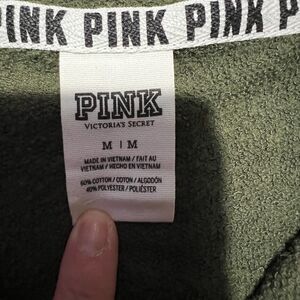 PINK PINK PINK P
PINK
VICTORIA'S SECRET
M | M
MADE IN VIETNAM / FAIT AU
VIETNAM / HECHO EN VIETNAM
60% COTTON / COTON / ALGODÓN
40% POLYESTER / POLIÉSTER